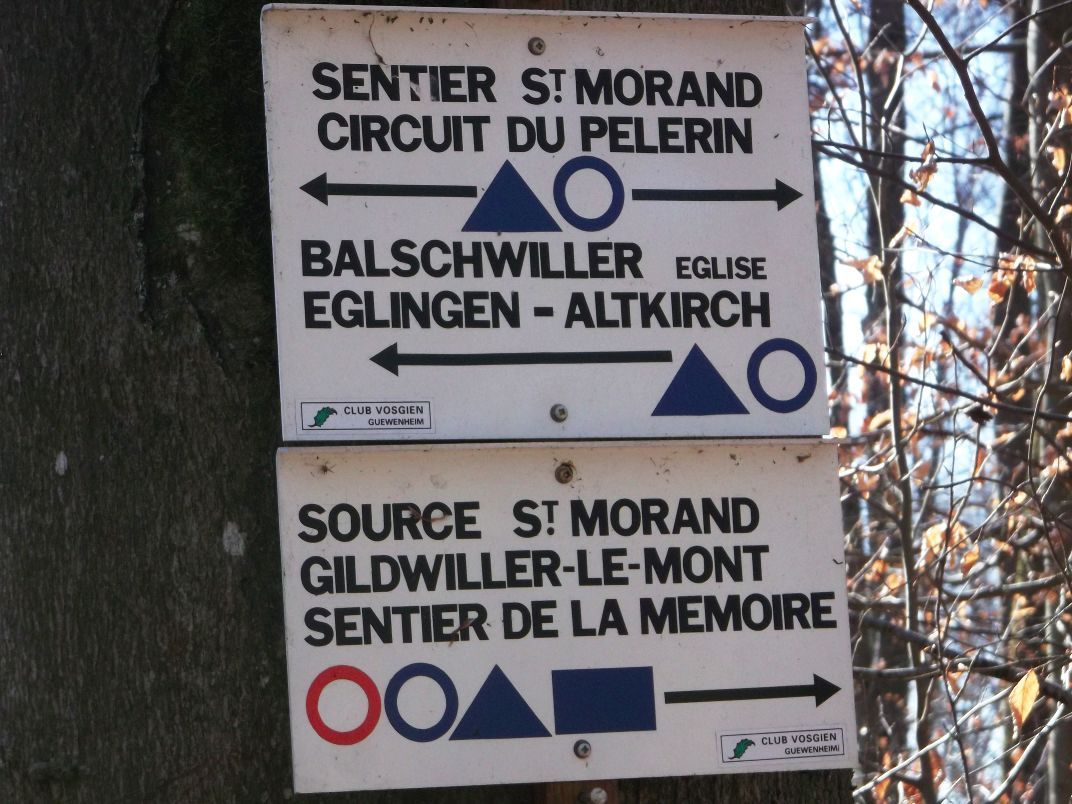 SENTIER ST MORAND
CIRCUIT DU PELERIN
BALSCHWILLER EGLISE
EGLINGEN - ALTKIRCH
CLUB VOSGIEN
GUEWENHEIM
SOURCE ST MORAND
GILDWILLER-LE-MONT
SENTIER DE LA MEMOIRE
CLUB VOSGIEN
GUEWENHEIM